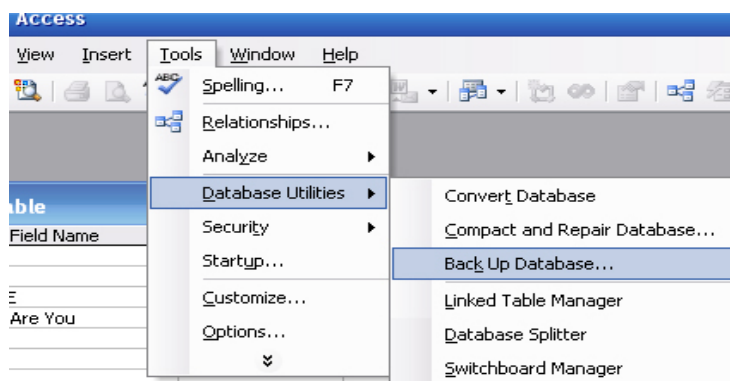 Access
View Insert Tools Window Help
ABC Spelling... F7
Relationships...
Analyze
Database Utilities
Convert Database
Security
Compact and Repair Database...
Startup...
Back Up Database...
Customize...
Linked Table Manager
Options...
Database Splitter
Switchboard Manager
Field Name
Are You